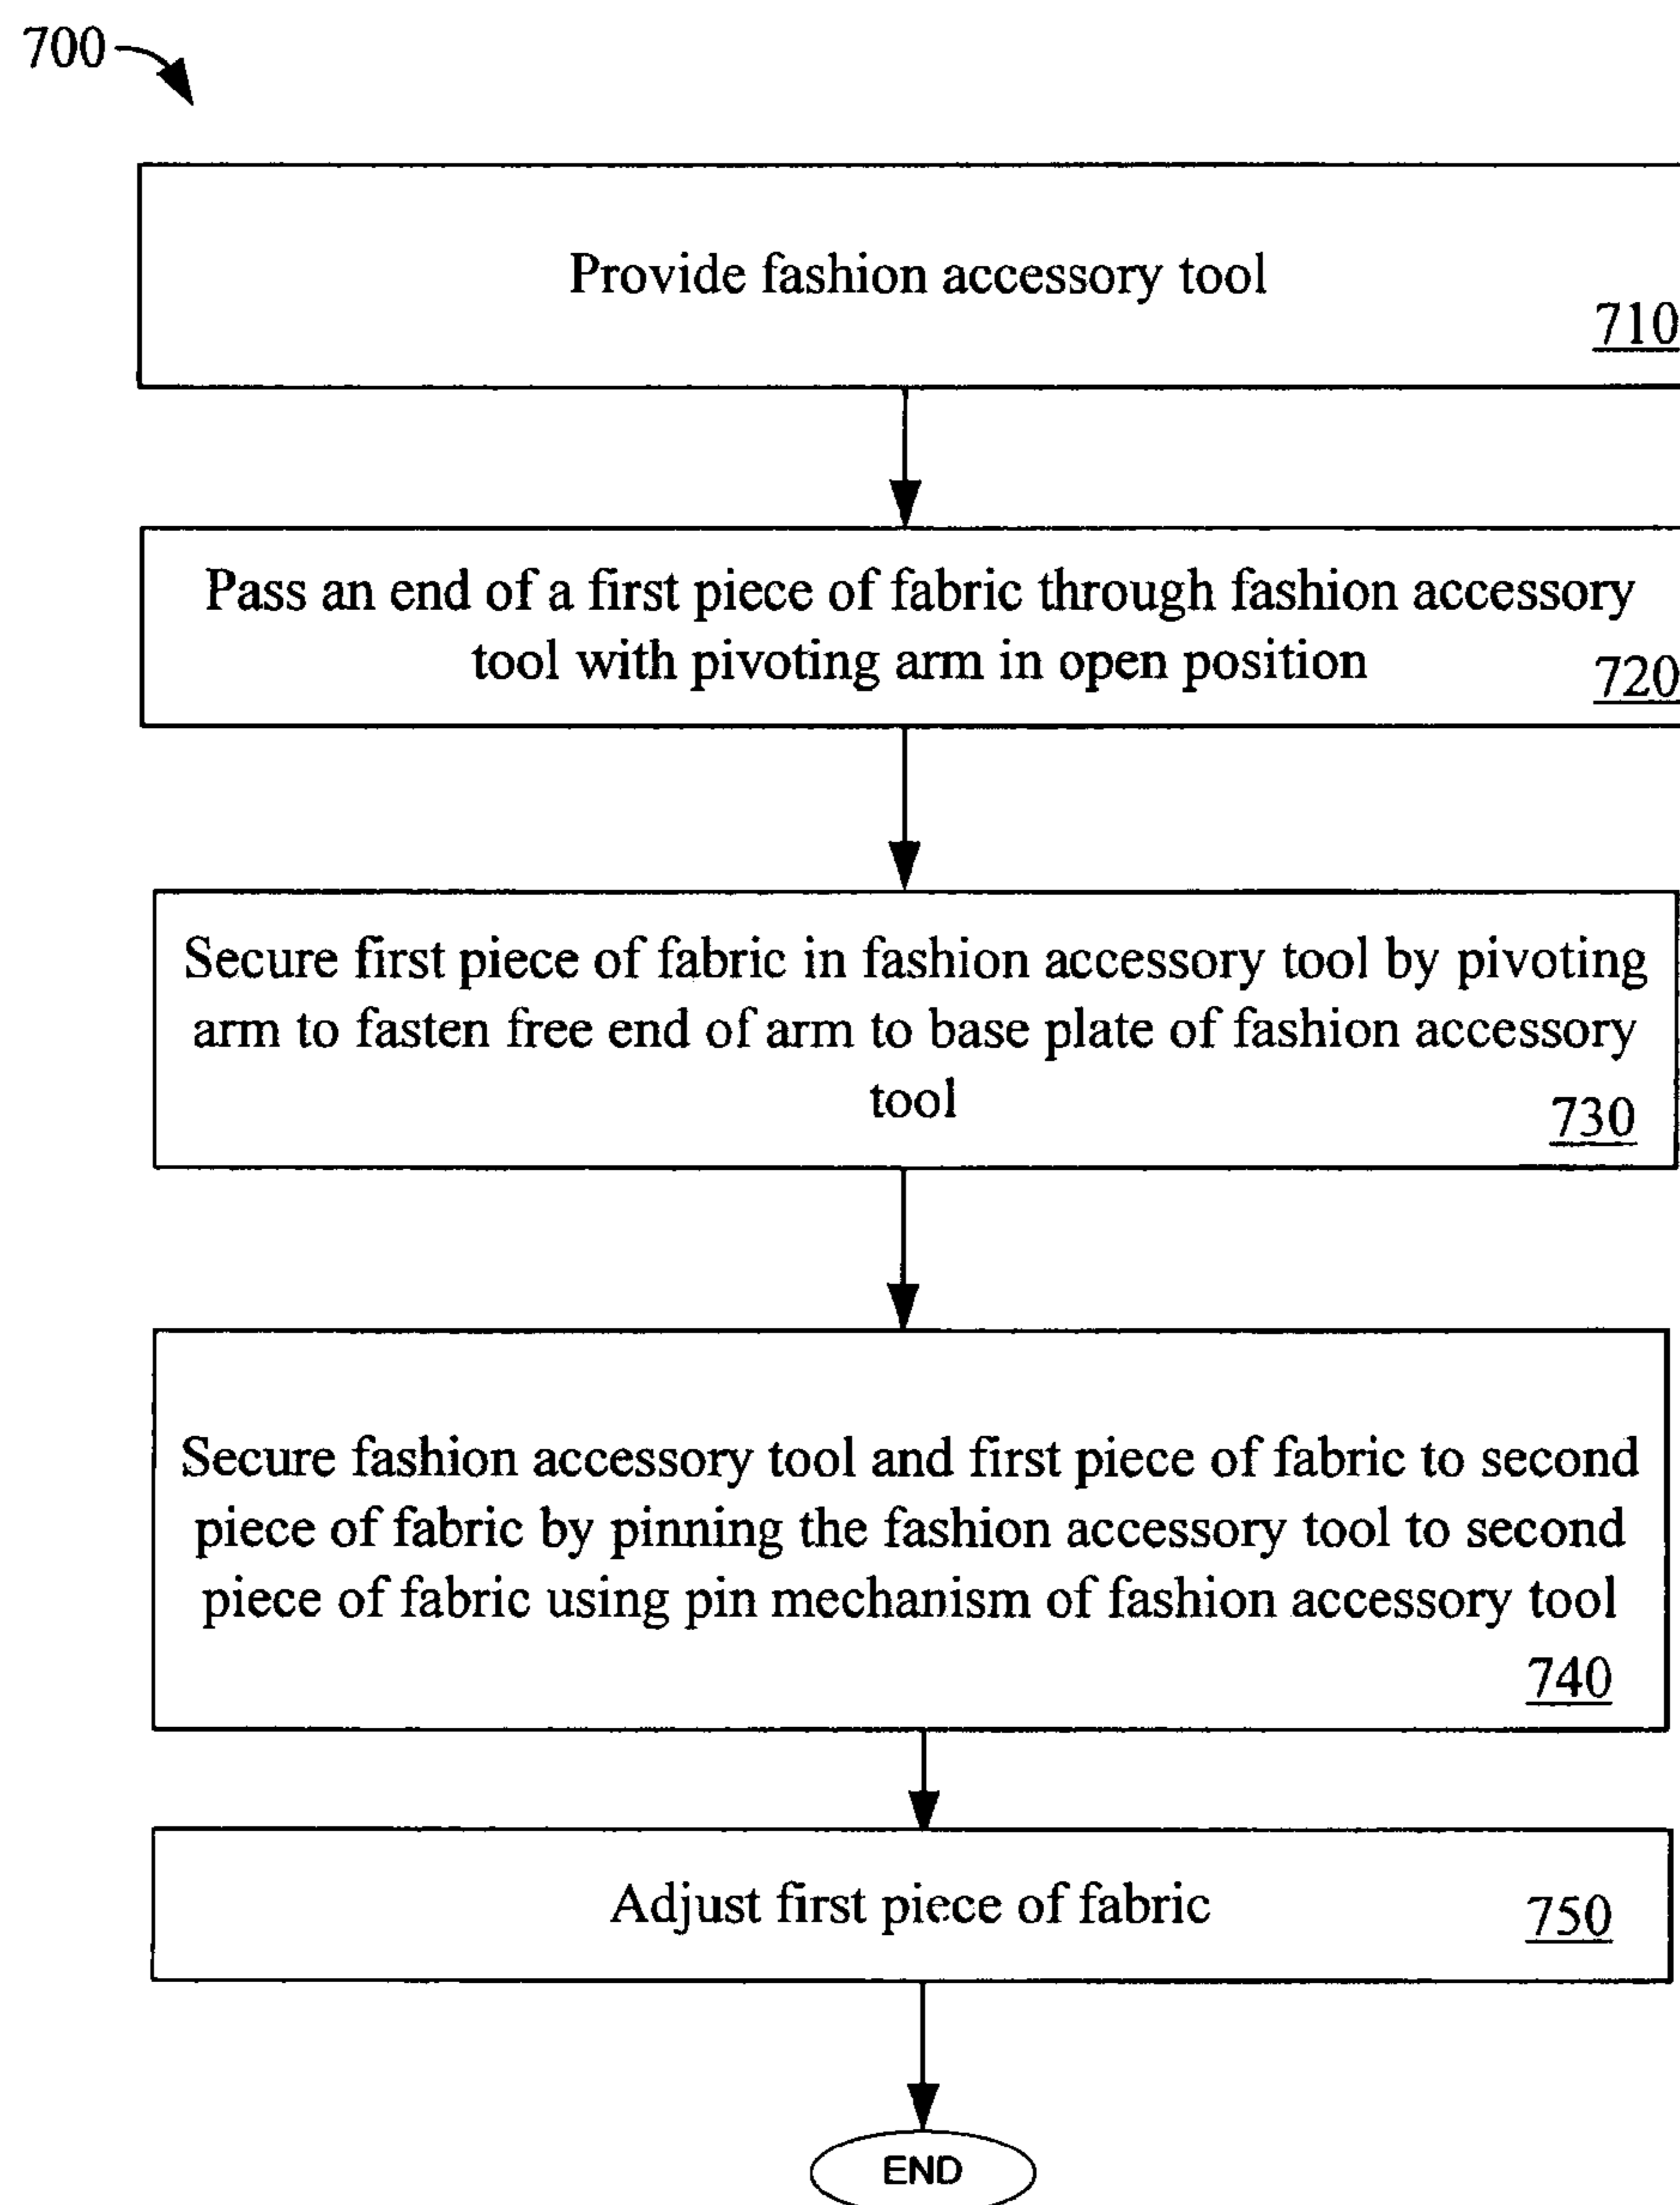 700
Provide fashion accessory tool
710
Pass an end of a first piece of fabric through fashion accessory
tool with pivoting arm in open position
720
Secure first piece of fabric in fashion accessory tool by pivoting
arm to fasten free end of arm to base plate of fashion accessory
tool
730
Secure fashion accessory tool and first piece of fabric to second
piece of fabric by pinning the fashion accessory tool to second
piece of fabric using pin mechanism of fashion accessory tool
740
Adjust first piece of fabric
750
END